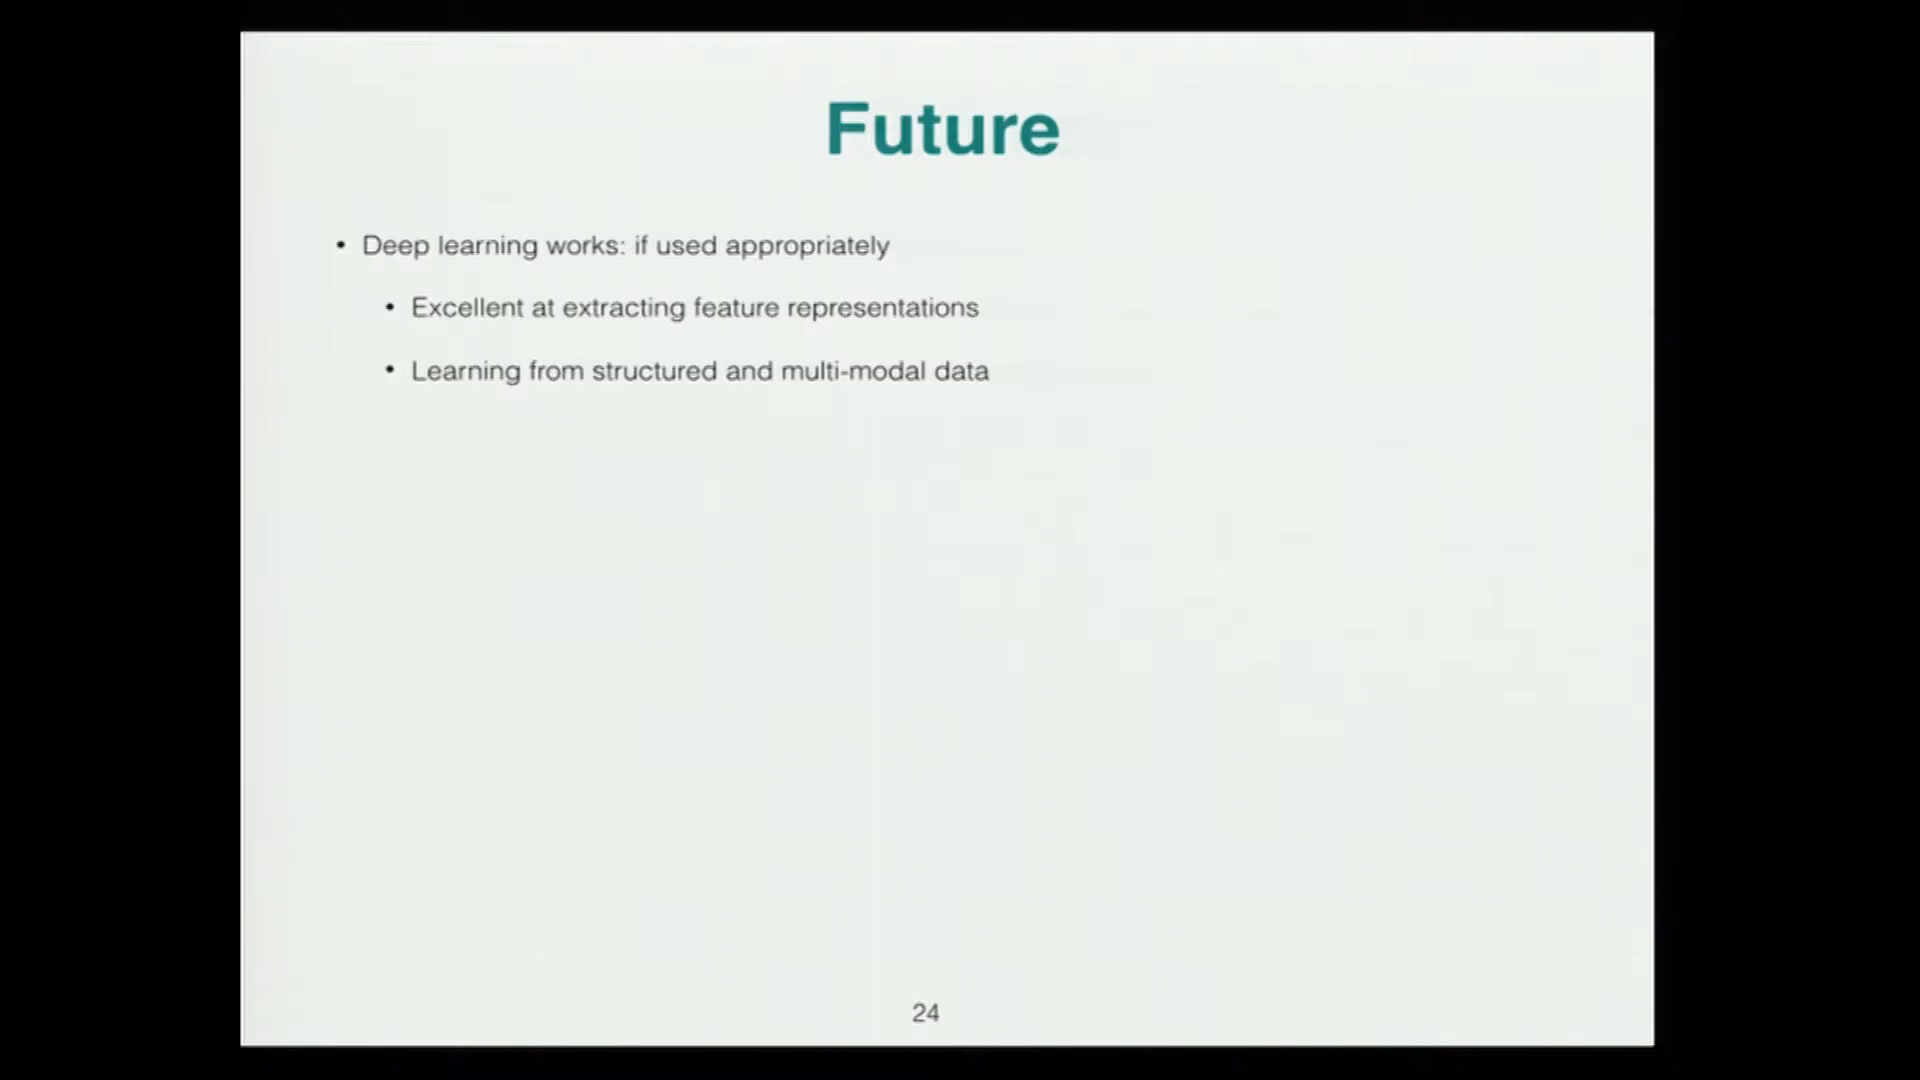 Future
• Deep learning works: if used appropriately
• Excellent at extracting feature representations
• Learning from structured and multi-modal data
24